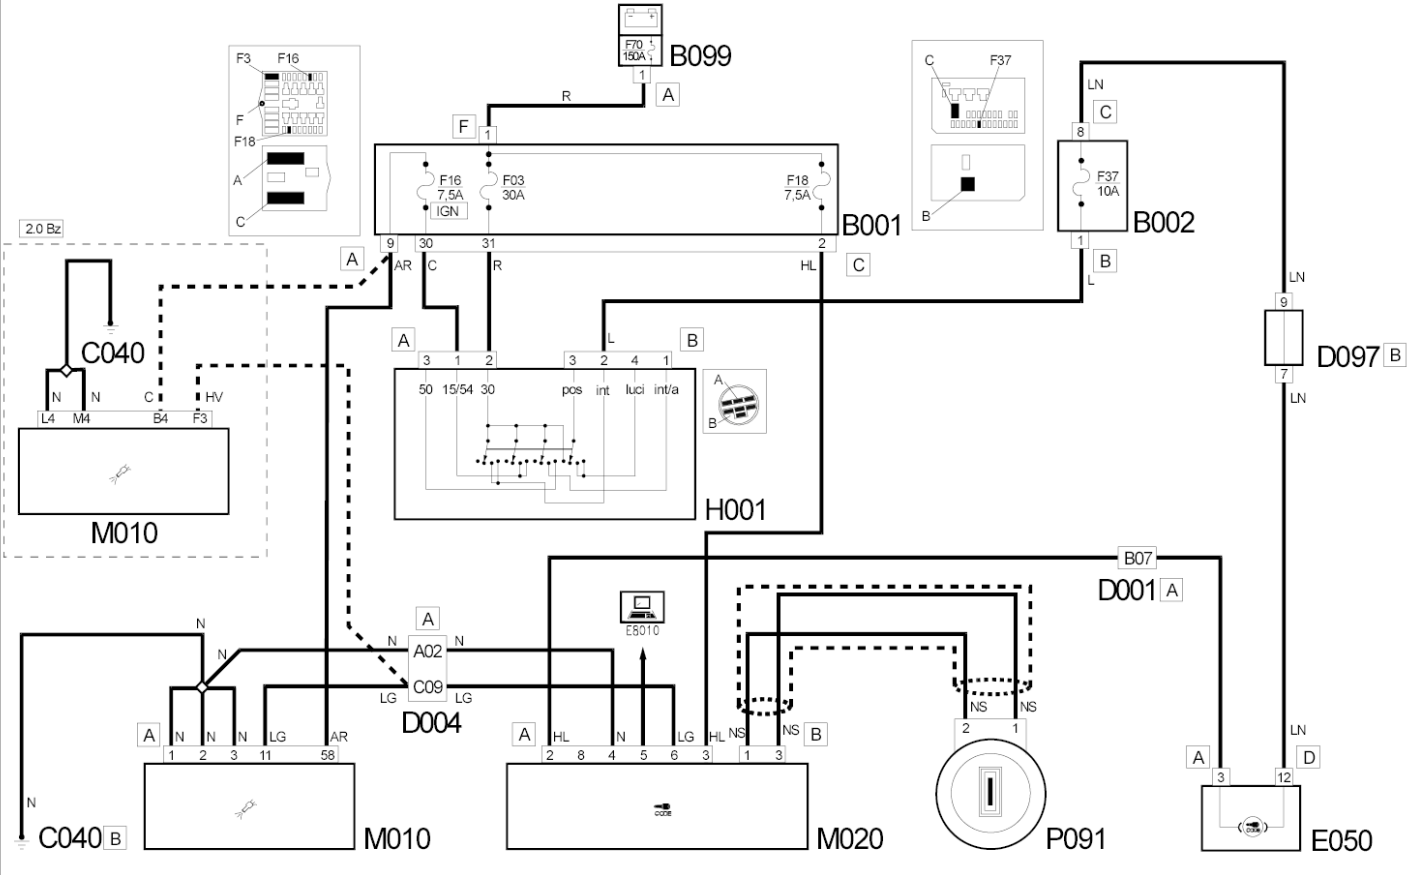 F70
150A
1
B099
A
R
F
1
F3
F16
F
F18
A
C
C
F37
B
LN
C
8
F16
7,5A
IGN
F03
30A
F18
7,5A
B001
F37
10A
B002
9
30
31
2
1
A
AR
C
R
HL
C
B
L
2.0 Bz
C040
N
N
C
HV
L4
M4
B4
F3
M010
A
L
B
3
1
2
3
2
4
1
50
15/54
30
pos
int
luci
int/a
A
B
H001
LN
9
D097
B
7
LN
B07
D001
A
E8010
N
N
A
N
A02
N
LG
C09
LG
D004
A
N
N
N
LG
AR
1
2
3
11
58
N
C040
B
M010
A
HL
N
LG
HL
NS
NS
B
2
8
4
5
6
3
1
3
CODE
M020
NS
NS
2
1
P091
LN
A
D
3
12
CODE
E050